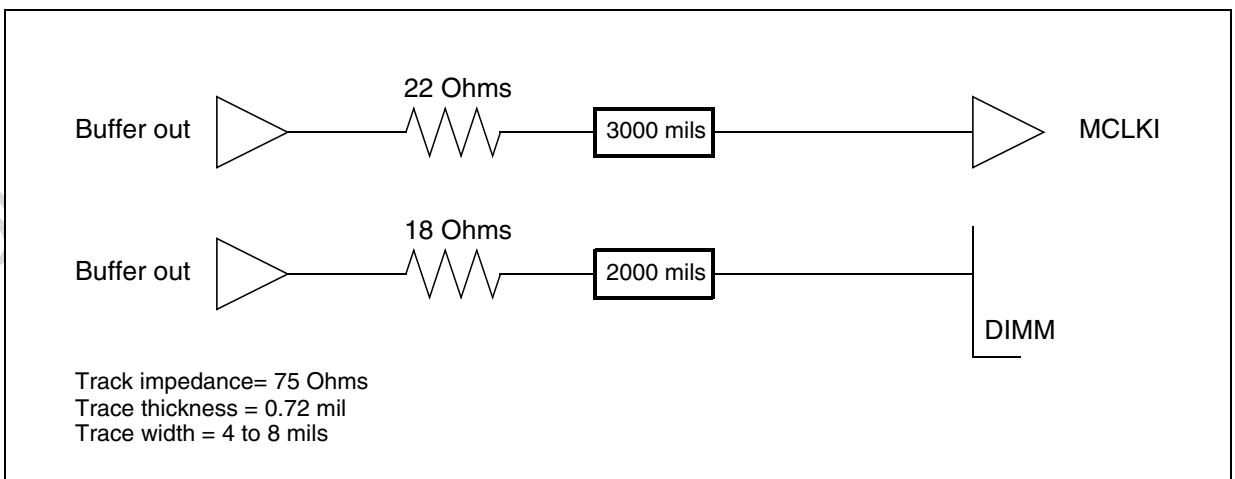 22 Ohms
Buffer out
3000 mils
MCLKI
18 Ohms
Buffer out
2000 mils
DIMM
Track impedance= 75 Ohms
Trace thickness = 0.72 mil
Trace width = 4 to 8 mils